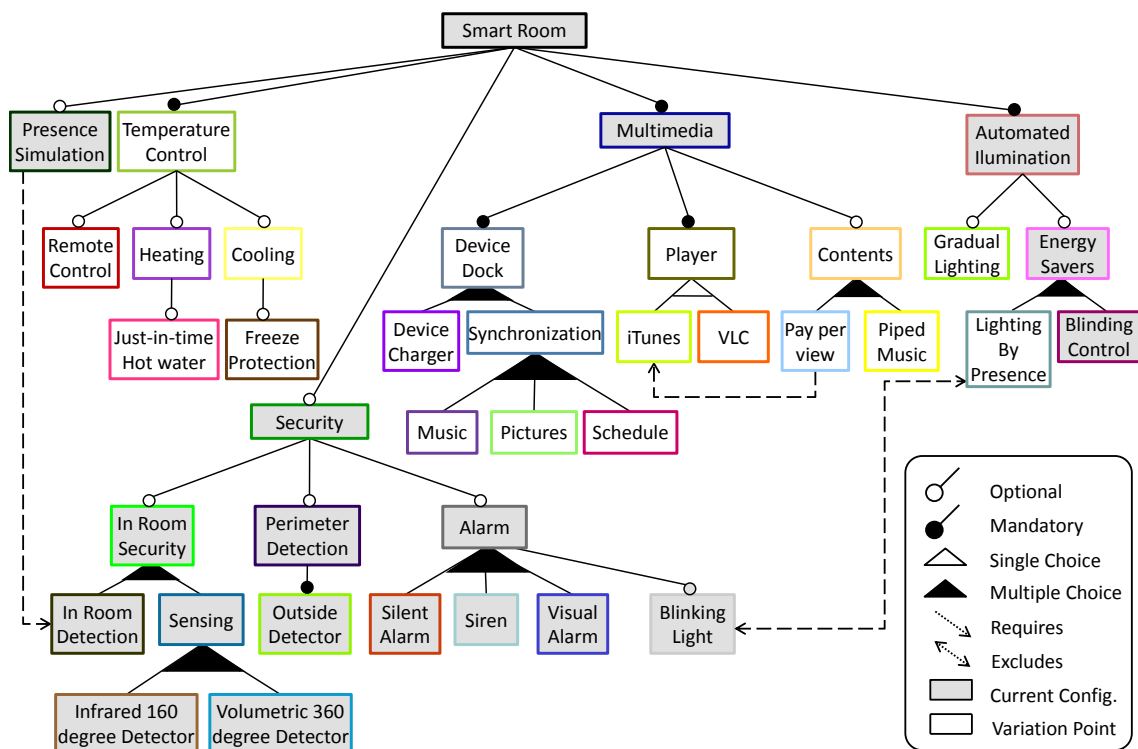 Smart Room
Presence
Simulation
Temperature
Control
Multimedia
Automated
Ilumination
Remote
Control
Heating
Cooling
Device
Dock
Player
Contents
Gradual
Lighting
Energy
Savers
Just-in-time
Hot water
Freeze
Protection
Device
Charger
Synchronization
iTunes
VLC
Pay per
view
Piped
Music
Lighting
By
Presence
Blinding
Control
Security
Music
Pictures
Schedule
In Room
Security
Perimeter
Detection
Alarm
In Room
Detection
Sensing
Outside
Detector
Silent
Alarm
Siren
Visual
Alarm
Blinking
Light
Infrared 160
degree Detector
Volumetric 360
degree Detector
Optional
Mandatory
Single Choice
Multiple Choice
Requires
Excludes
Current Config.
Variation Point